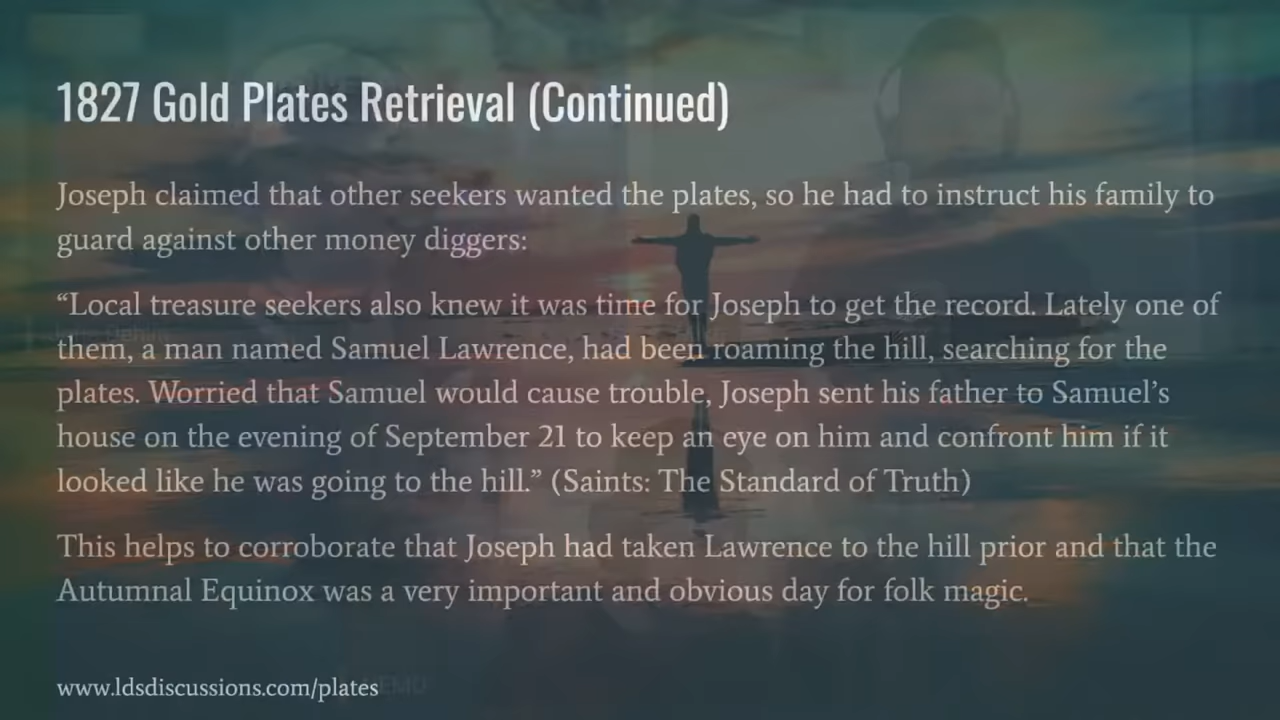 1827 Gold Plates Retrieval (Continued)
Joseph claimed that other seekers wanted the plates, so he had to instruct his family to
guard against other money diggers:
“Local treasure seekers also knew it was time for Joseph to get the record. Lately one of
them, a man named Samuel Lawrence, had been roaming the hill, searching for the
plates. Worried that Samuel would cause trouble, Joseph sent his father to Samuel’s
house on the evening of September 21 to keep an eye on him and confront him if it
looked like he was going to the hill.” (Saints: The Standard of Truth)
This helps to corroborate that Joseph had taken Lawrence to the hill prior and that the
Autumnal Equinox was a very important and obvious day for folk magic.
www.ldsdiscussions.com/plates